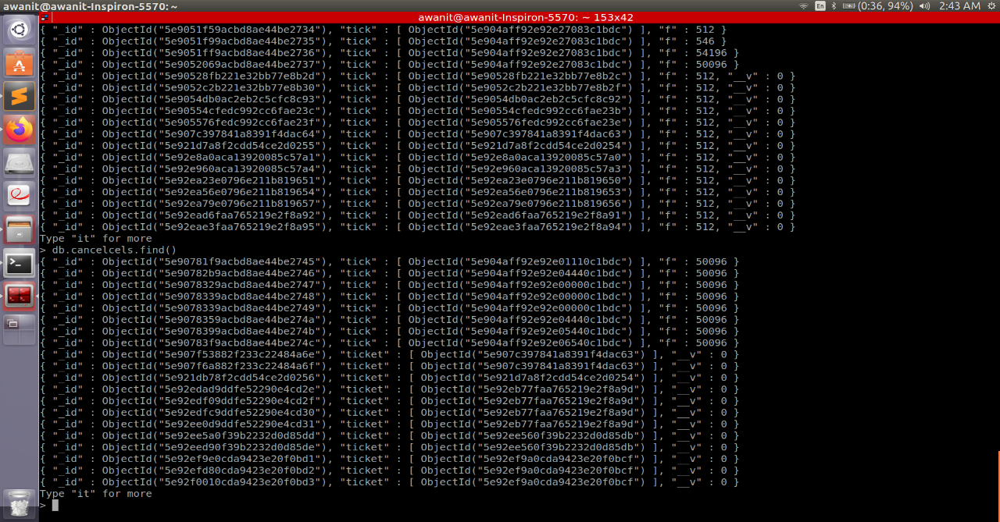 awanit@awanit-Inspiron-5570: ~
En (0:36, 94%) 2:43 AM
awanit@awanit-Inspiron-5570: ~ 153x42
{ "_id" : ObjectId("5e9051f59acbd8ae44be2734"), "tick" : [ ObjectId("5e904aff92e92e27083c1bdc") ], "f" : 512 }
{ "_id" : ObjectId("5e9051f99acbd8ae44be2735"), "tick" : [ ObjectId("5e904aff92e92e27083c1bdc") ], "f" : 546 }
{ "_id" : ObjectId("5e9051ff9acbd8ae44be2736"), "tick" : [ ObjectId("5e904aff92e92e27083c1bdc") ], "f" : 54196 }
{ "_id" : ObjectId("5e9052069acbd8ae44be2737"), "tick" : [ ObjectId("5e904aff92e92e27083c1bdc") ], "f" : 50096 }
{ "_id" : ObjectId("5e90528fb221e32bb77e8b2d"), "tick" : [ ObjectId("5e90528fb221e32bb77e8b2c") ], "f" : 512, "__v" : 0 }
{ "_id" : ObjectId("5e9052c2b221e32bb77e8b30"), "tick" : [ ObjectId("5e9052c2b221e32bb77e8b2f") ], "f" : 512, "__v" : 0 }
{ "_id" : ObjectId("5e9054db0ac2eb2c5cfc8c93"), "tick" : [ ObjectId("5e9054db0ac2eb2c5cfc8c92") ], "f" : 512, "__v" : 0 }
{ "_id" : ObjectId("5e90554cfedc992cc6fae23c"), "tick" : [ ObjectId("5e90554cfedc992cc6fae23b") ], "f" : 512, "__v" : 0 }
{ "_id" : ObjectId("5e905576fedc992cc6fae23f"), "tick" : [ ObjectId("5e905576fedc992cc6fae23e") ], "f" : 512, "__v" : 0 }
{ "_id" : ObjectId("5e907c397841a8391f4dac64"), "tick" : [ ObjectId("5e907c397841a8391f4dac63") ], "f" : 512, "__v" : 0 }
{ "_id" : ObjectId("5e921d7a8f2cdd54ce2d0255"), "tick" : [ ObjectId("5e921d7a8f2cdd54ce2d0254") ], "f" : 512, "__v" : 0 }
{ "_id" : ObjectId("5e92e8a0aca13920085c57a1"), "tick" : [ ObjectId("5e92e8a0aca13920085c57a0") ], "f" : 512, "__v" : 0 }
{ "_id" : ObjectId("5e92e960aca13920085c57a4"), "tick" : [ ObjectId("5e92e960aca13920085c57a3") ], "f" : 512, "__v" : 0 }
{ "_id" : ObjectId("5e92ea23e0796e211b819651"), "tick" : [ ObjectId("5e92ea23e0796e211b819650") ], "f" : 512, "__v" : 0 }
{ "_id" : ObjectId("5e92ea56e0796e211b819654"), "tick" : [ ObjectId("5e92ea56e0796e211b819653") ], "f" : 512, "__v" : 0 }
{ "_id" : ObjectId("5e92ea79e0796e211b819657"), "tick" : [ ObjectId("5e92ea79e0796e211b819656") ], "f" : 512, "__v" : 0 }
{ "_id" : ObjectId("5e92ead6faa765219e2f8a92"), "tick" : [ ObjectId("5e92ead6faa765219e2f8a91") ], "f" : 512, "__v" : 0 }
{ "_id" : ObjectId("5e92eae3faa765219e2f8a95"), "tick" : [ ObjectId("5e92eae3faa765219e2f8a94") ], "f" : 512, "__v" : 0 }
Type "it" for more
> db.cancelcels.find()
{ "_id" : ObjectId("5e90781f9acbd8ae44be2745"), "tick" : [ ObjectId("5e904aff92e92e01110c1bdc") ], "f" : 50096 }
{ "_id" : ObjectId("5e90782b9acbd8ae44be2746"), "tick" : [ ObjectId("5e904aff92e92e04440c1bdc") ], "f" : 50096 }
{ "_id" : ObjectId("5e9078329acbd8ae44be2747"), "tick" : [ ObjectId("5e904aff92e92e00000c1bdc") ], "f" : 50096 }
{ "_id" : ObjectId("5e9078339acbd8ae44be2748"), "tick" : [ ObjectId("5e904aff92e92e00000c1bdc") ], "f" : 50096 }
{ "_id" : ObjectId("5e9078339acbd8ae44be2749"), "tick" : [ ObjectId("5e904aff92e92e00000c1bdc") ], "f" : 50096 }
{ "_id" : ObjectId("5e9078359acbd8ae44be274a"), "tick" : [ ObjectId("5e904aff92e92e04440c1bdc") ], "f" : 50096 }
{ "_id" : ObjectId("5e9078399acbd8ae44be274b"), "tick" : [ ObjectId("5e904aff92e92e05440c1bdc") ], "f" : 50096 }
{ "_id" : ObjectId("5e90783f9acbd8ae44be274c"), "tick" : [ ObjectId("5e904aff92e92e06540c1bdc") ], "f" : 50096 }
{ "_id" : ObjectId("5e907f53882f233c22484a6e"), "ticket" : [ ObjectId("5e907c397841a8391f4dac63") ], "__v" : 0 }
{ "_id" : ObjectId("5e907f6a882f233c22484a6f"), "ticket" : [ ObjectId("5e907c397841a8391f4dac63") ], "__v" : 0 }
{ "_id" : ObjectId("5e921db78f2cdd54ce2d0256"), "ticket" : [ ObjectId("5e921d7a8f2cdd54ce2d0254") ], "__v" : 0 }
{ "_id" : ObjectId("5e92edad9ddfe52290e4cd2e"), "ticket" : [ ObjectId("5e92eb77faa765219e2f8a9d") ], "__v" : 0 }
{ "_id" : ObjectId("5e92edf09ddfe52290e4cd2f"), "ticket" : [ ObjectId("5e92eb77faa765219e2f8a9d") ], "__v" : 0 }
{ "_id" : ObjectId("5e92edfc9ddfe52290e4cd30"), "ticket" : [ ObjectId("5e92eb77faa765219e2f8a9d") ], "__v" : 0 }
{ "_id" : ObjectId("5e92ee0d9ddfe52290e4cd31"), "ticket" : [ ObjectId("5e92eb77faa765219e2f8a9d") ], "__v" : 0 }
{ "_id" : ObjectId("5e92ee5a0f39b2232d0d85dd"), "ticket" : [ ObjectId("5e92ee560f39b2232d0d85db") ], "__v" : 0 }
{ "_id" : ObjectId("5e92eed90f39b2232d0d85de"), "ticket" : [ ObjectId("5e92ee560f39b2232d0d85db") ], "__v" : 0 }
{ "_id" : ObjectId("5e92ef9e0cda9423e20f0bd1"), "ticket" : [ ObjectId("5e92ef9a0cda9423e20f0bcf") ], "__v" : 0 }
{ "_id" : ObjectId("5e92efd80cda9423e20f0bd2"), "ticket" : [ ObjectId("5e92ef9a0cda9423e20f0bcf") ], "__v" : 0 }
{ "_id" : ObjectId("5e92f0010cda9423e20f0bd3"), "ticket" : [ ObjectId("5e92ef9a0cda9423e20f0bcf") ], "__v" : 0 }
Type "it" for more
>